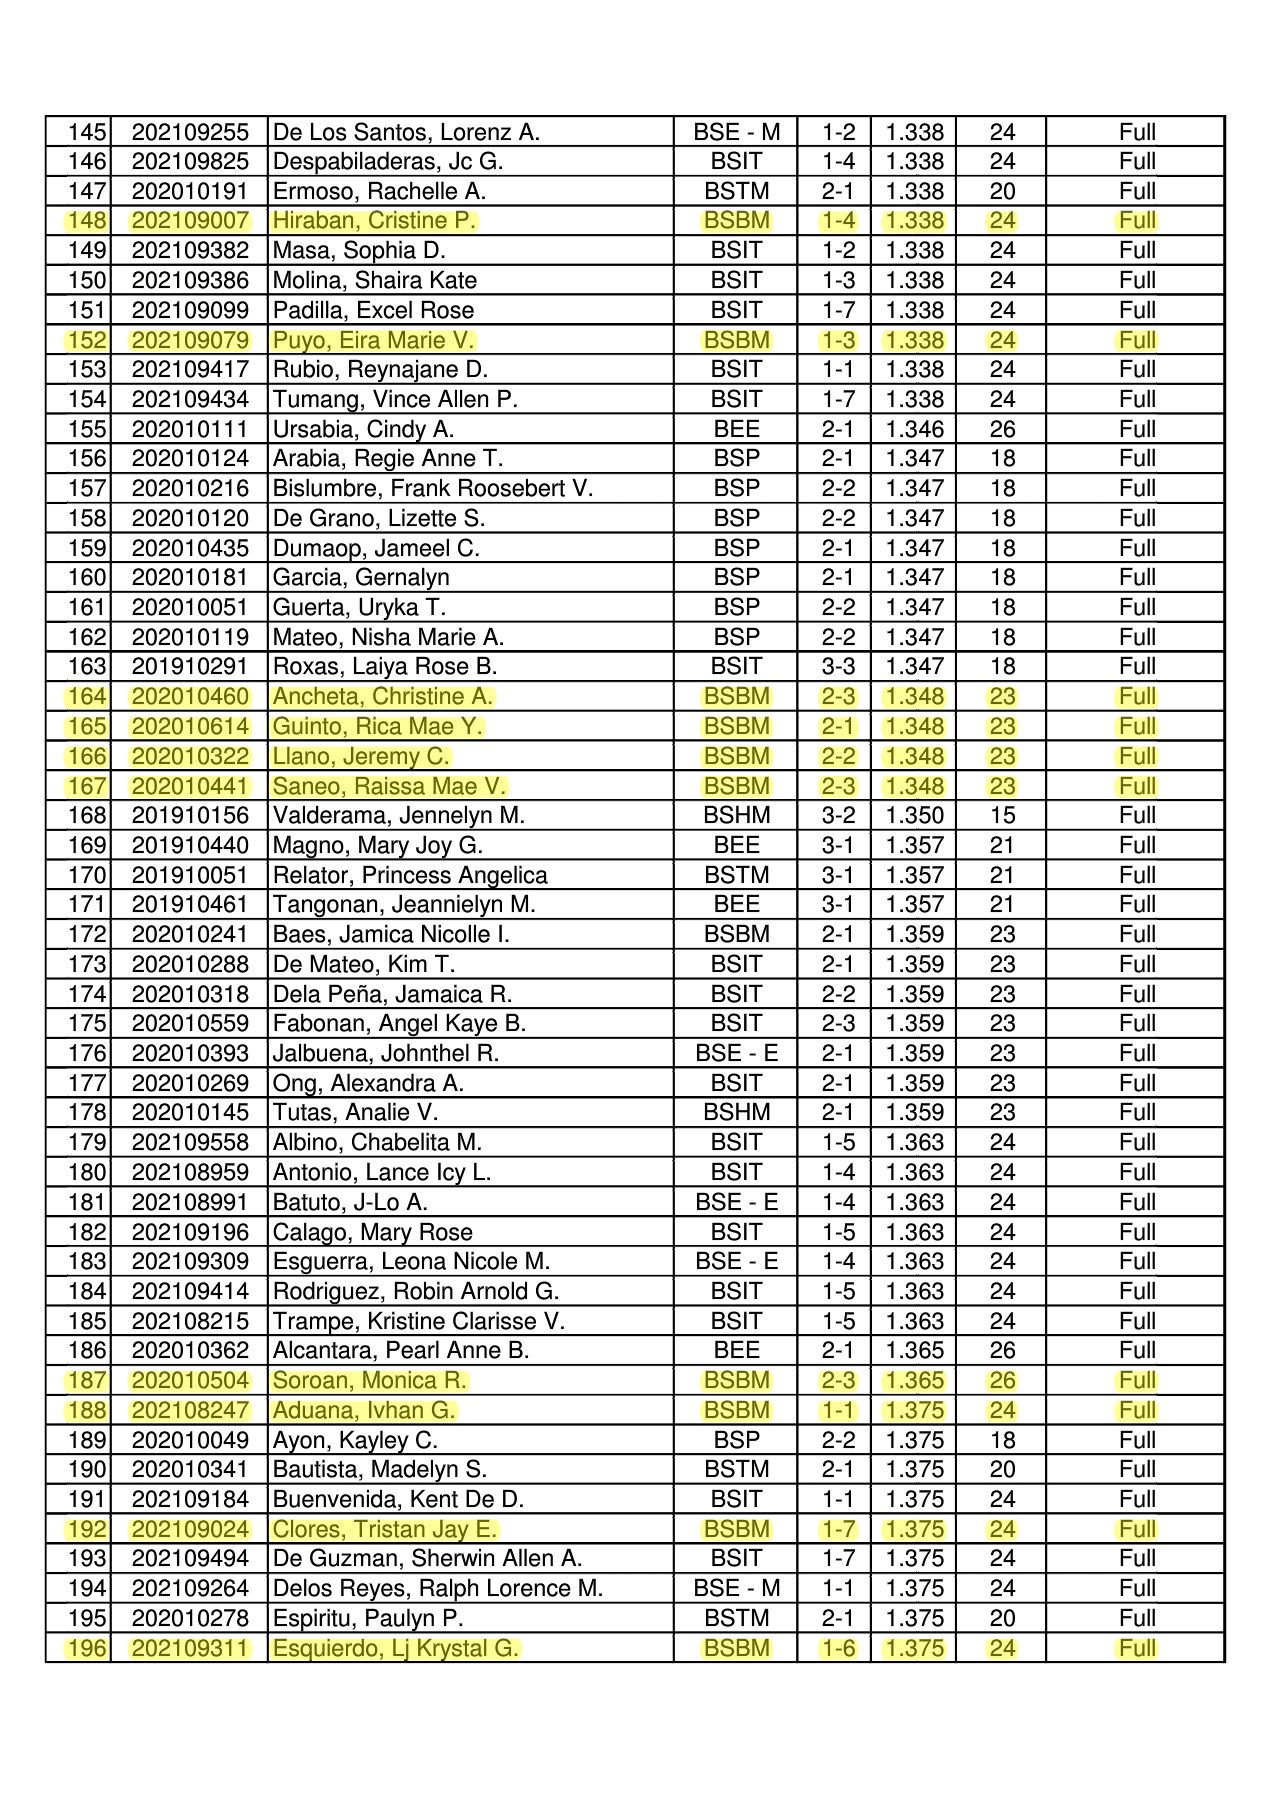 145 202109255 De Los Santos, Lorenz A. BSE - M 1-2 1.338 24 Full
146 202109825 Despabiladeras, Jc G. BSIT 1-4 1.338 24 Full
147 202010191 Ermoso, Rachelle A. BSTM 2-1 1.338 20 Full
148 202109007 Hiraban, Cristine P. BSBM 1-4 1.338 24 Full
149 202109382 Masa, Sophia D. BSIT 1-2 1.338 24 Full
150 202109386 Molina, Shaira Kate BSIT 1-3 1.338 24 Full
151 202109099 Padilla, Excel Rose BSIT 1-7 1.338 24 Full
152 202109079 Puyo, Eira Marie V. BSBM 1-3 1.338 24 Full
153 202109417 Rubio, Reynajane D. BSIT 1-1 1.338 24 Full
154 202109434 Tumang, Vince Allen P. BSIT 1-7 1.338 24 Full
155 202010111 Ursabia, Cindy A. BEE 2-1 1.346 26 Full
156 202010124 Arabia, Regie Anne T. BSP 2-1 1.347 18 Full
157 202010216 Bislumbre, Frank Roosebert V. BSP 2-2 1.347 18 Full
158 202010120 De Grano, Lizette S. BSP 2-2 1.347 18 Full
159 202010435 Dumaop, Jameel C. BSP 2-1 1.347 18 Full
160 202010181 Garcia, Gernalyn BSP 2-1 1.347 18 Full
161 202010051 Guerta, Uryka T. BSP 2-2 1.347 18 Full
162 202010119 Mateo, Nisha Marie A. BSP 2-2 1.347 18 Full
163 201910291 Roxas, Laiya Rose B. BSIT 3-3 1.347 18 Full
164 202010460 Ancheta, Christine A. BSBM 2-3 1.348 23 Full
165 202010614 Guinto, Rica Mae Y. BSBM 2-1 1.348 23 Full
166 202010322 Llano, Jeremy C. BSBM 2-2 1.348 23 Full
167 202010441 Saneo, Raissa Mae V. BSBM 2-3 1.348 23 Full
168 201910156 Valderama, Jennelyn M. BSHM 3-2 1.350 15 Full
169 201910440 Magno, Mary Joy G. BEE 3-1 1.357 21 Full
170 201910051 Relator, Princess Angelica BSTM 3-1 1.357 21 Full
171 201910461 Tangonan, Jeannielyn M. BEE 3-1 1.357 21 Full
172 202010241 Baes, Jamica Nicolle I. BSBM 2-1 1.359 23 Full
173 202010288 De Mateo, Kim T. BSIT 2-1 1.359 23 Full
174 202010318 Dela Peña, Jamaica R. BSIT 2-2 1.359 23 Full
175 202010559 Fabonan, Angel Kaye B. BSIT 2-3 1.359 23 Full
176 202010393 Jalbuena, Johnthel R. BSE - E 2-1 1.359 23 Full
177 202010269 Ong, Alexandra A. BSIT 2-1 1.359 23 Full
178 202010145 Tutas, Analie V. BSHM 2-1 1.359 23 Full
179 202109558 Albino, Chabelita M. BSIT 1-5 1.363 24 Full
180 202108959 Antonio, Lance Icy L. BSIT 1-4 1.363 24 Full
181 202108991 Batuto, J-Lo A. BSE - E 1-4 1.363 24 Full
182 202109196 Calago, Mary Rose BSIT 1-5 1.363 24 Full
183 202109309 Esguerra, Leona Nicole M. BSE - E 1-4 1.363 24 Full
184 202109414 Rodriguez, Robin Arnold G. BSIT 1-5 1.363 24 Full
185 202108215 Trampe, Kristine Clarisse V. BSIT 1-5 1.363 24 Full
186 202010362 Alcantara, Pearl Anne B. BEE 2-1 1.365 26 Full
187 202010504 Soroan, Monica R. BSBM 2-3 1.365 26 Full
188 202108247 Aduana, Ivhan G. BSBM 1-1 1.375 24 Full
189 202010049 Ayon, Kayley C. BSP 2-2 1.375 18 Full
190 202010341 Bautista, Madelyn S. BSTM 2-1 1.375 20 Full
191 202109184 Buenvenida, Kent De D. BSIT 1-1 1.375 24 Full
192 202109024 Clores, Tristan Jay E. BSBM 1-7 1.375 24 Full
193 202109494 De Guzman, Sherwin Allen A. BSIT 1-7 1.375 24 Full
194 202109264 Delos Reyes, Ralph Lorence M. BSE - M 1-1 1.375 24 Full
195 202010278 Espiritu, Paulyn P. BSTM 2-1 1.375 20 Full
196 202109311 Esquierdo, Lj Krystal G. BSBM 1-6 1.375 24 Full